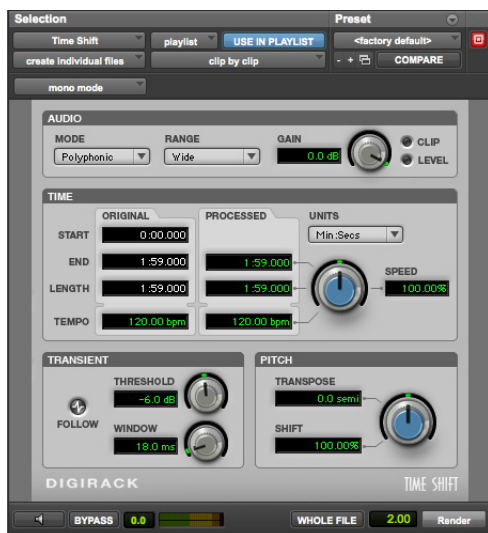 Selection Preset
Time Shift playlist USE IN PLAYLIST <factory default>
create individual files clip by clip - + COMPARE
mono mode
AUDIO
MODE RANGE GAIN
Polyphonic Wide 0.0 dB CLIP
LEVEL
TIME
ORIGINAL PROCESSED UNITS
START 0:00.000 Min:Secs
END 1:59.000 1:59.000 SPEED
LENGTH 1:59.000 1:59.000 100.00%
TEMPO 120.00 bpm 120.00 bpm
TRANSIENT PITCH
THRESHOLD TRANSPOSE
-6.0 dB 0.0 semi
FOLLOW WINDOW SHIFT
18.0 ms 100.00%
DIGIRACK TIME SHIFT
BYPASS 0.0 WHOLE FILE 2.00 Render